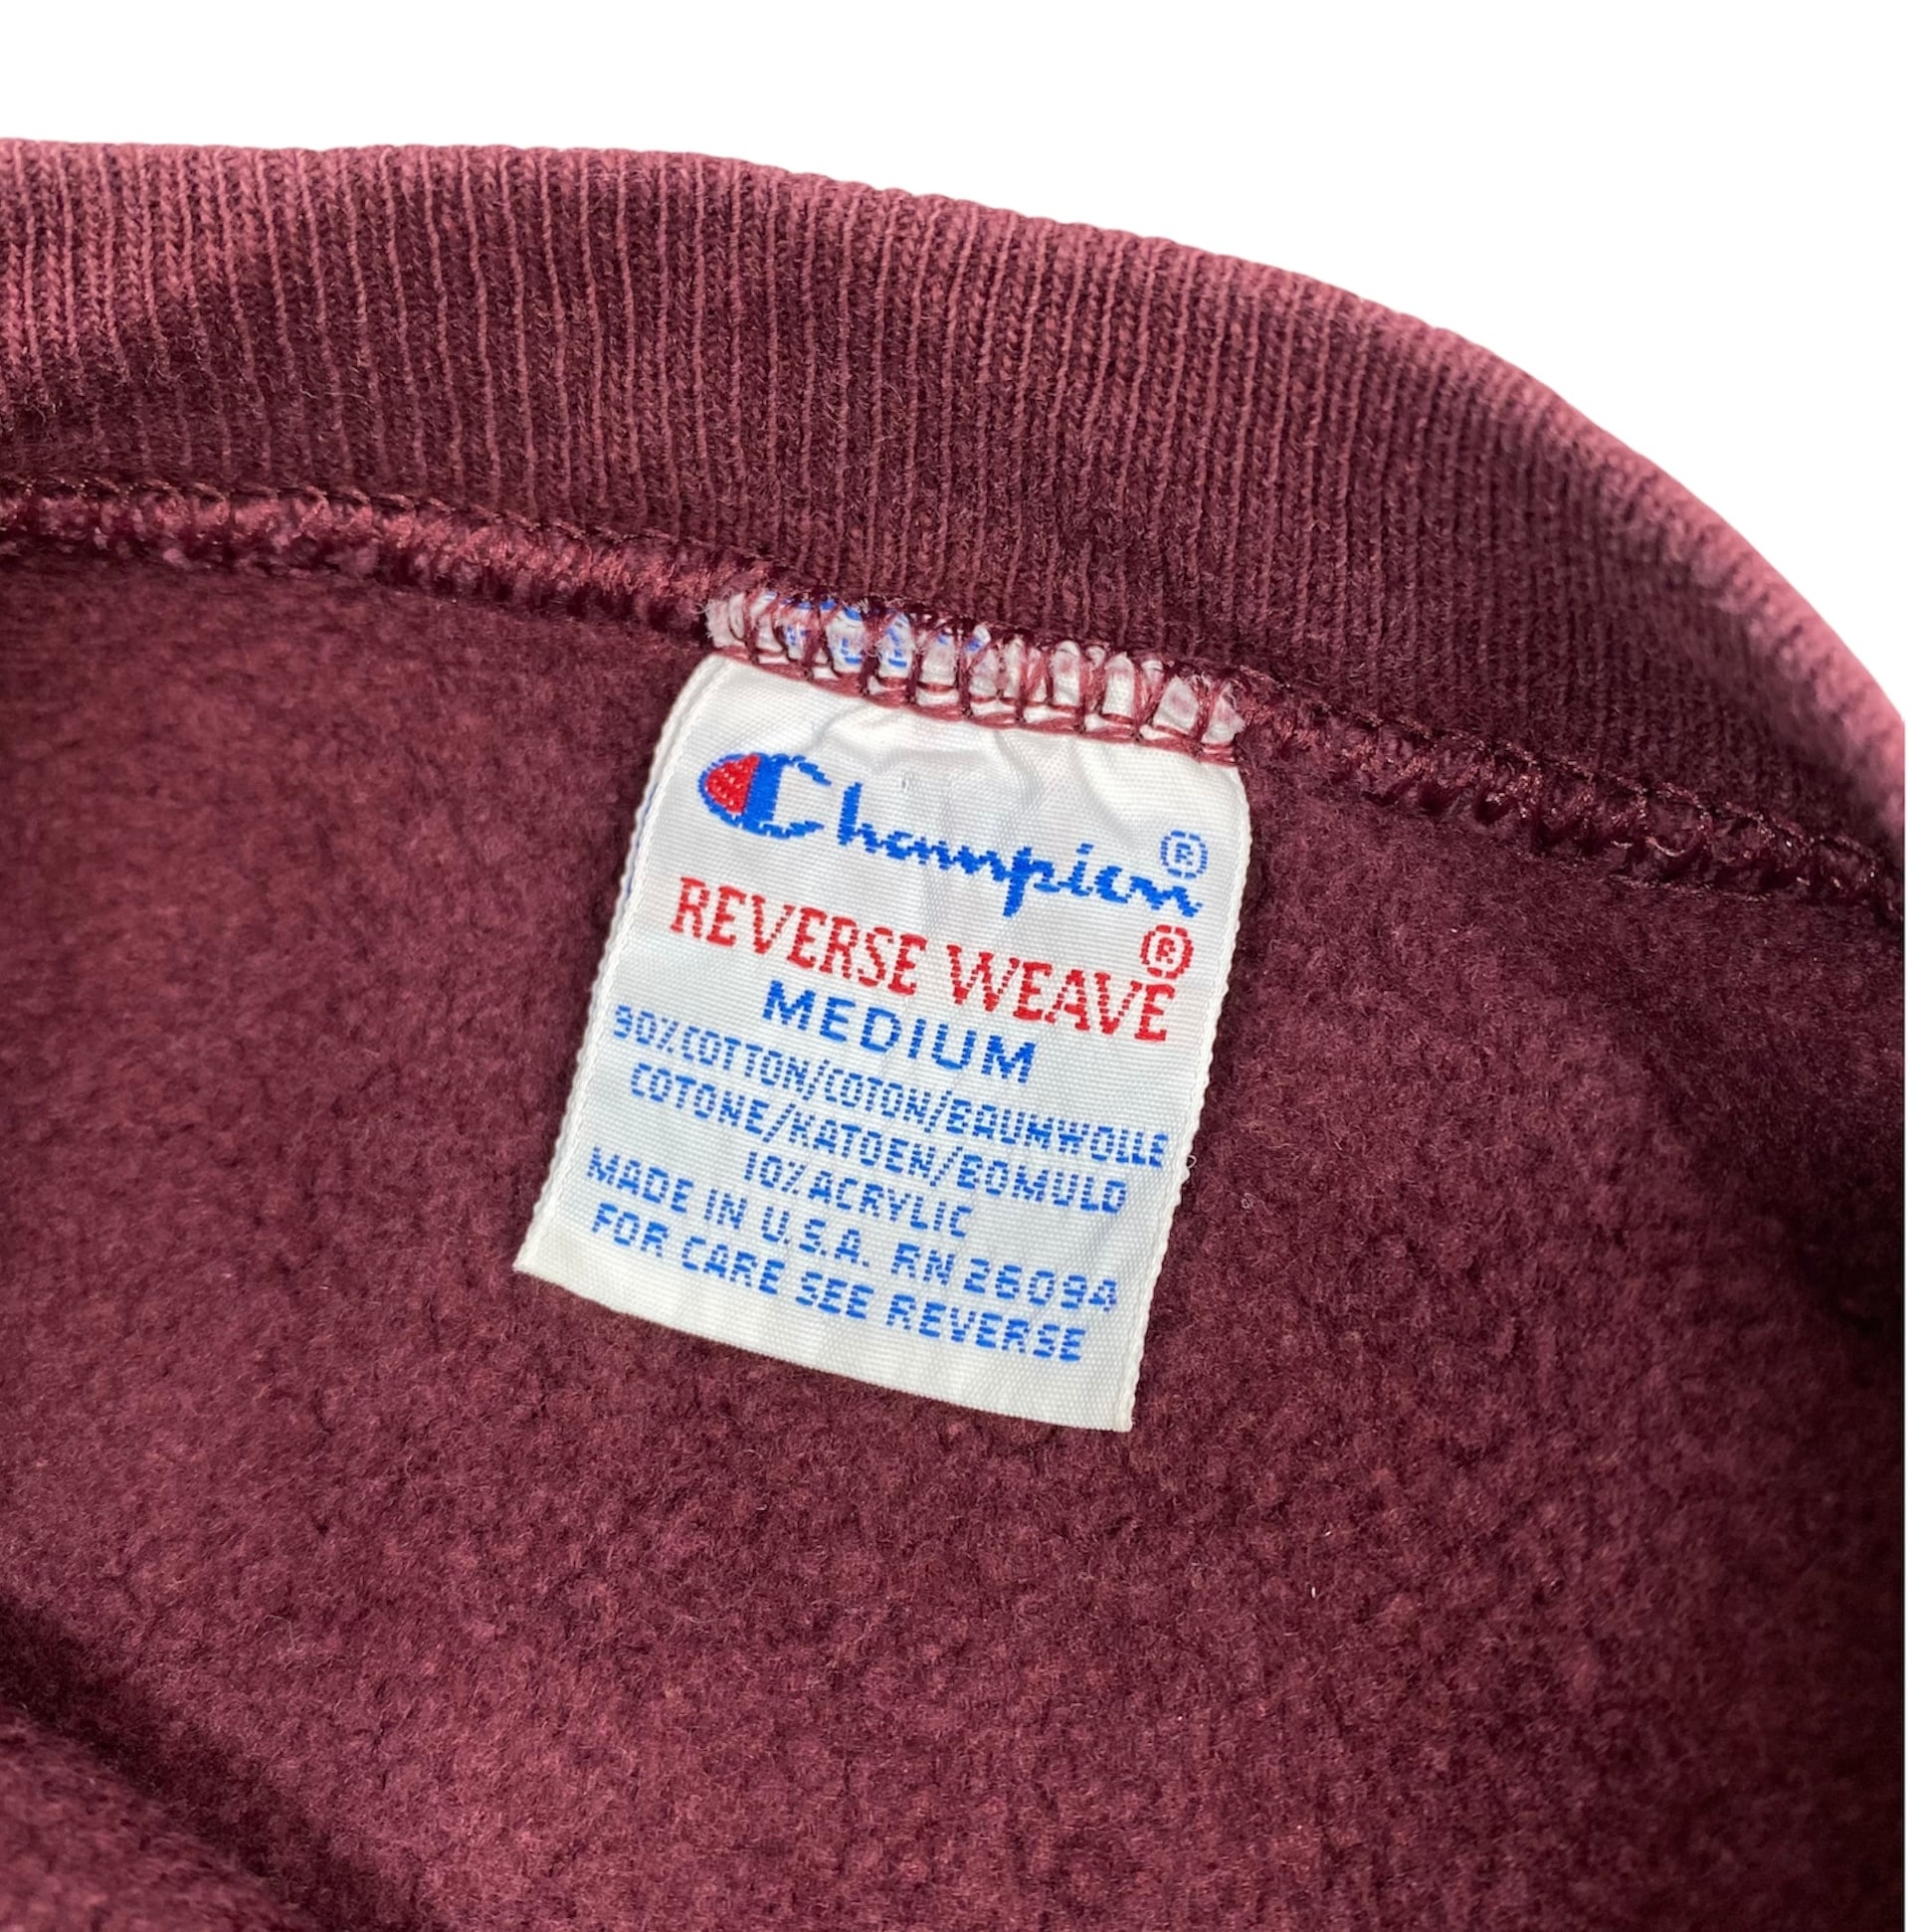 Champion®
REVERSE WEAVE®
MEDIUM
90% COTTON/COTON/BAUMWOLLE
COTONE/KATOEN/BOMULD
10% ACRYLIC
MADE IN U.S.A. RN 26094
FOR CARE SEE REVERSE